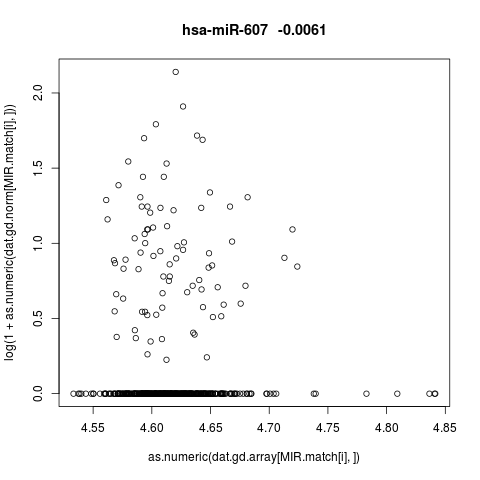 hsa-miR-607 -0.0061
log(1 + as.numeric(dat.gd.norm[MIR.match[i], ]))
2.0
1.5
1.0
0.5
0.0
4.55 4.60 4.65 4.70 4.75 4.80 4.85
as.numeric(dat.gd.array[MIR.match[i], ])